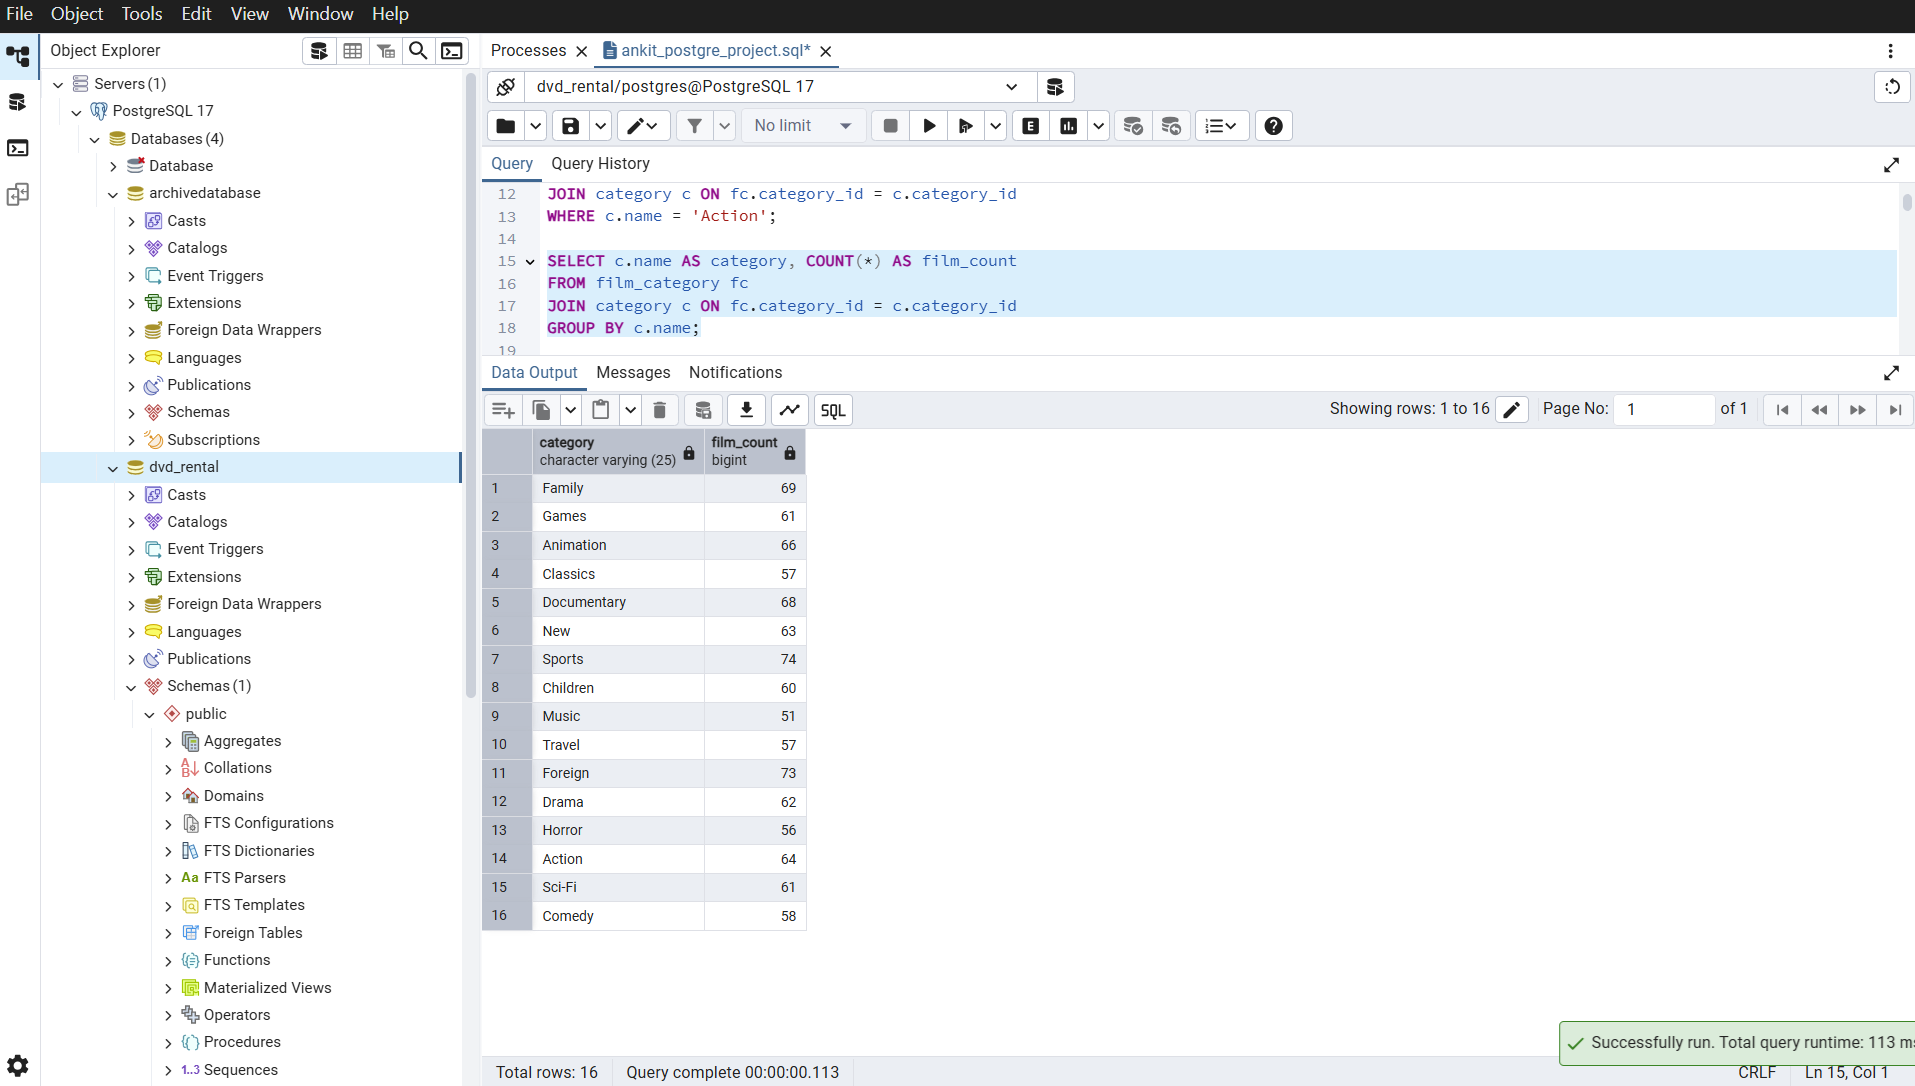 File Object Tools Edit View Window Help
Object Explorer
Servers (1)
PostgreSQL 17
Databases (4)
Database
archivedatabase
Casts
Catalogs
Event Triggers
Extensions
Foreign Data Wrappers
Languages
Publications
Schemas
Subscriptions
dvd_rental
Casts
Catalogs
Event Triggers
Extensions
Foreign Data Wrappers
Languages
Publications
Schemas (1)
public
Aggregates
Collations
Domains
FTS Configurations
FTS Dictionaries
Aa FTS Parsers
FTS Templates
Foreign Tables
Functions
Materialized Views
Operators
Procedures
1..3 Sequences
Processes ankit_postgre_project.sql*
dvd_rental/postgres@PostgreSQL 17
No limit E
Query Query History
12 JOIN category c ON fc.category_id = c.category_id
13 WHERE c.name = 'Action';
14
15 SELECT c.name AS category, COUNT(*) AS film_count
16 FROM film_category fc
17 JOIN category c ON fc.category_id = c.category_id
18 GROUP BY c.name;
19
Data Output Messages Notifications
SQL Showing rows: 1 to 16 Page No: 1 of 1
category film_count
character varying (25) bigint
1 Family 69
2 Games 61
3 Animation 66
4 Classics 57
5 Documentary 68
6 New 63
7 Sports 74
8 Children 60
9 Music 51
10 Travel 57
11 Foreign 73
12 Drama 62
13 Horror 56
14 Action 64
15 Sci-Fi 61
16 Comedy 58
Successfully run. Total query runtime: 113 ms
Total rows: 16 Query complete 00:00:00.113 CRLF Ln 15, Col 1